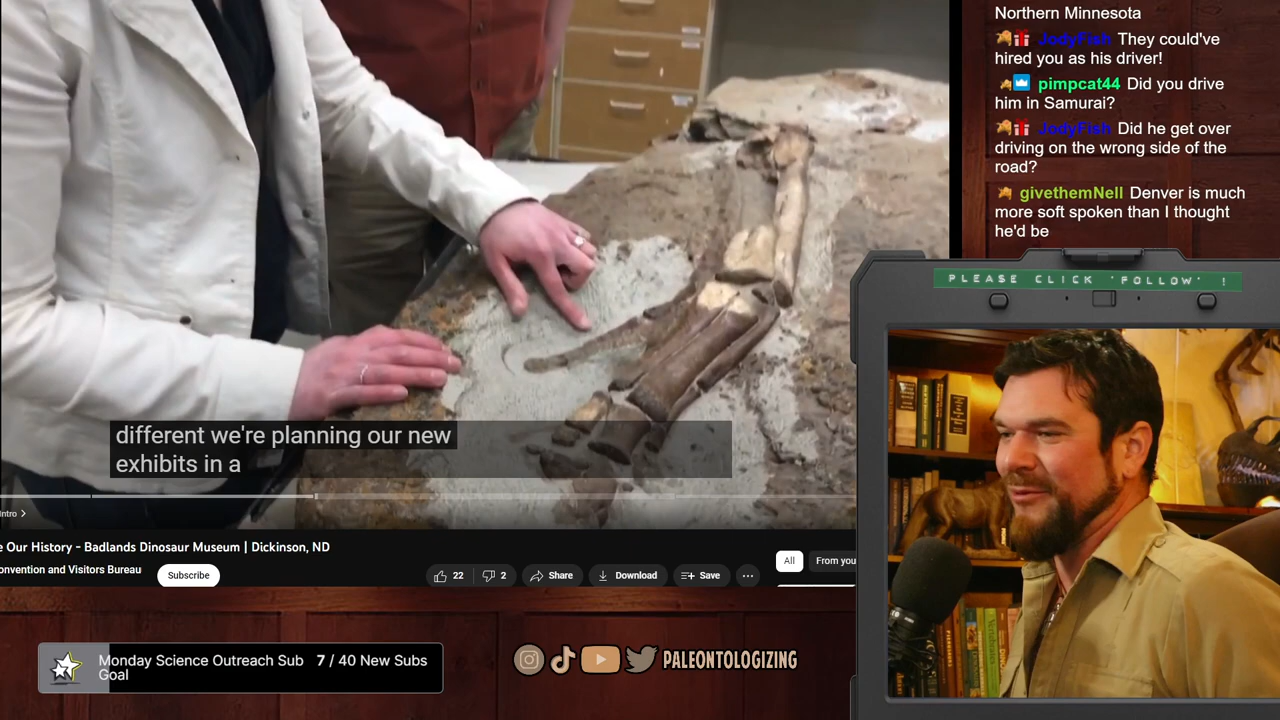 different we're planning our new
exhibits in a
ntro
e Our History - Badlands Dinosaur Museum | Dickinson, ND
onvention and Visitors Bureau
Subscribe
22
2
Share
Download
Save
All
From you
Monday Science Outreach Sub
Goal
7 / 40 New Subs
PALEONTOLOGIZING
Northern Minnesota
JodyFish They could've
hired you as his driver!
pimpcat44 Did you drive
him in Samurai?
JodyFish Did he get over
driving on the wrong side of the
road?
givethemNell Denver is much
more soft spoken than I thought
he'd be
PLEASE CLICK 'FOLLOW' !